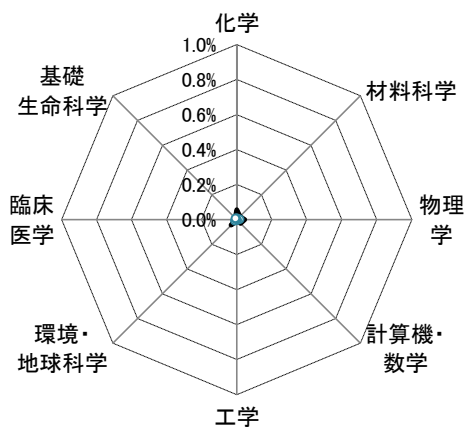 化学
1.0%
基礎
生命科学
0.8%
材料科学
0.6%
0.4%
0.2%
臨床
医学
0.0%
物理
学
環境・
地球科学
計算機・
数学
工学